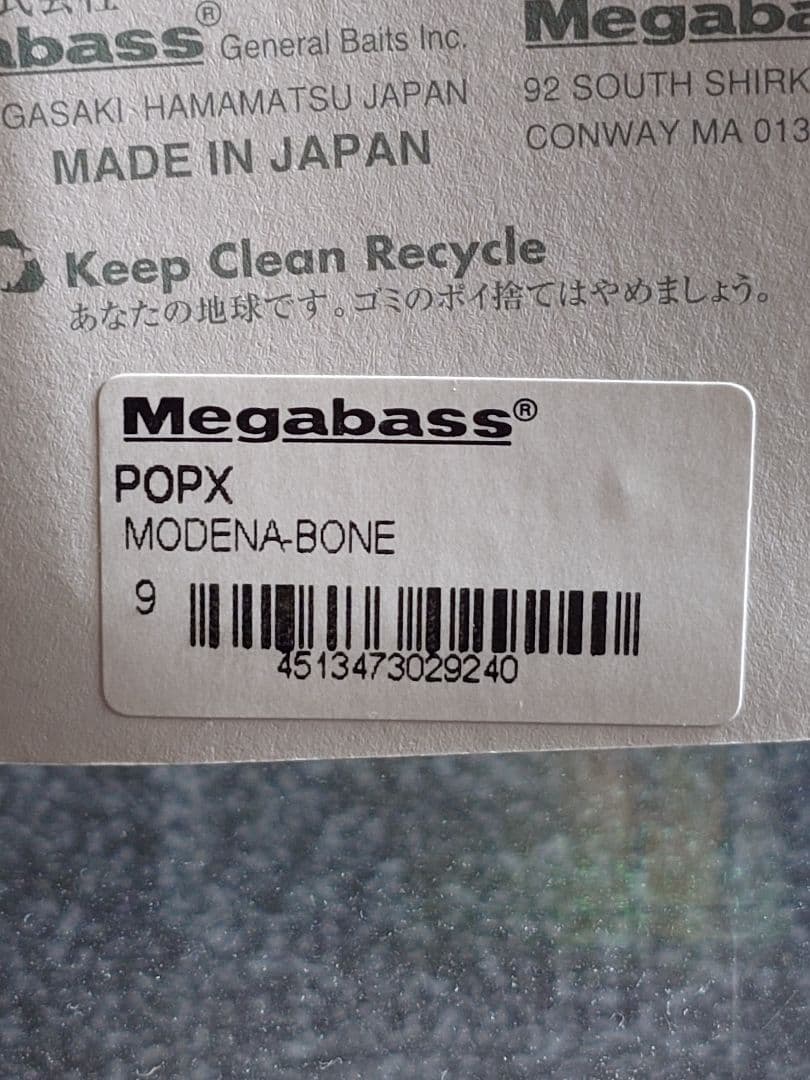 abass® General Baits Inc.
GASAKI HAMAMATSU JAPAN
MADE IN JAPAN
Megaba
92 SOUTH SHIRK
CONWAY MA 013
Keep Clean Recycle
あなたの地球です。ゴミのポイ捨てはやめましょう。
Megabass®
POPX
MODENA-BONE
9
4513473029240